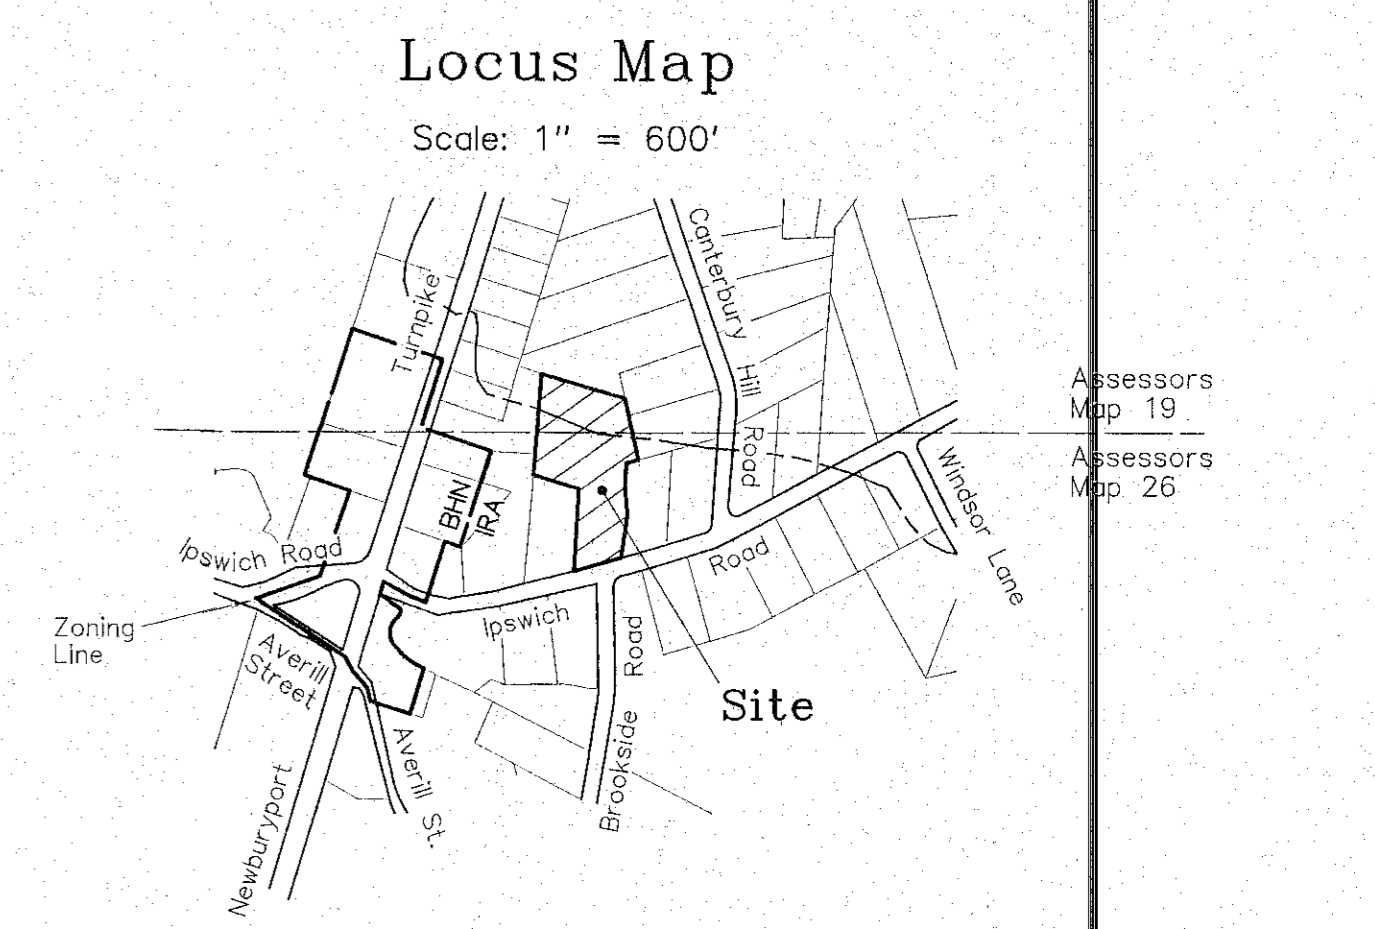 Locus Map
Scale: 1" = 600'
Canterbury
Hill
Road
Turnpike
Assessors
Map 19
Assessors
Map 26
BHN
IRA
Windsor Lane
Ipswich Road
Road
Ipswich
Zoning
Line
Averill
Street
Road
Brookside
Site
Averill St.
Newburyport